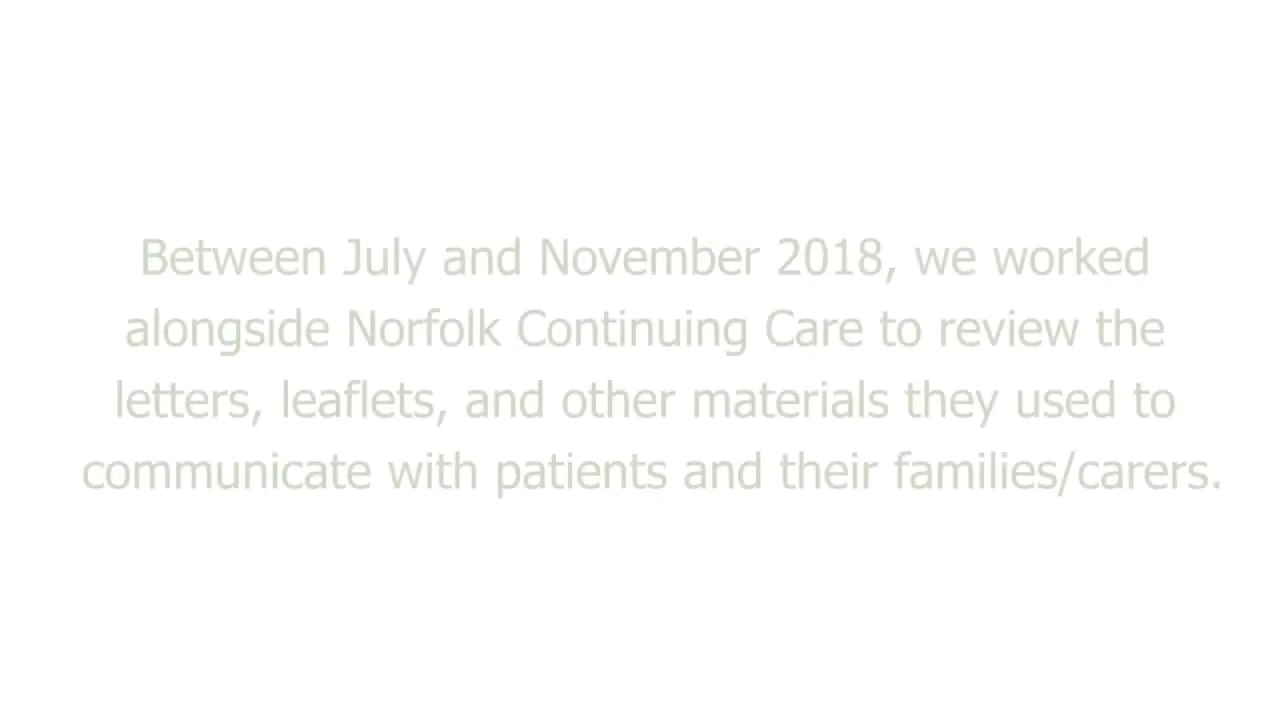 Between July and November 2018, we worked
alongside Norfolk Continuing Care to review the
letters, leaflets, and other materials they used to
communicate with patients and their families/carers.